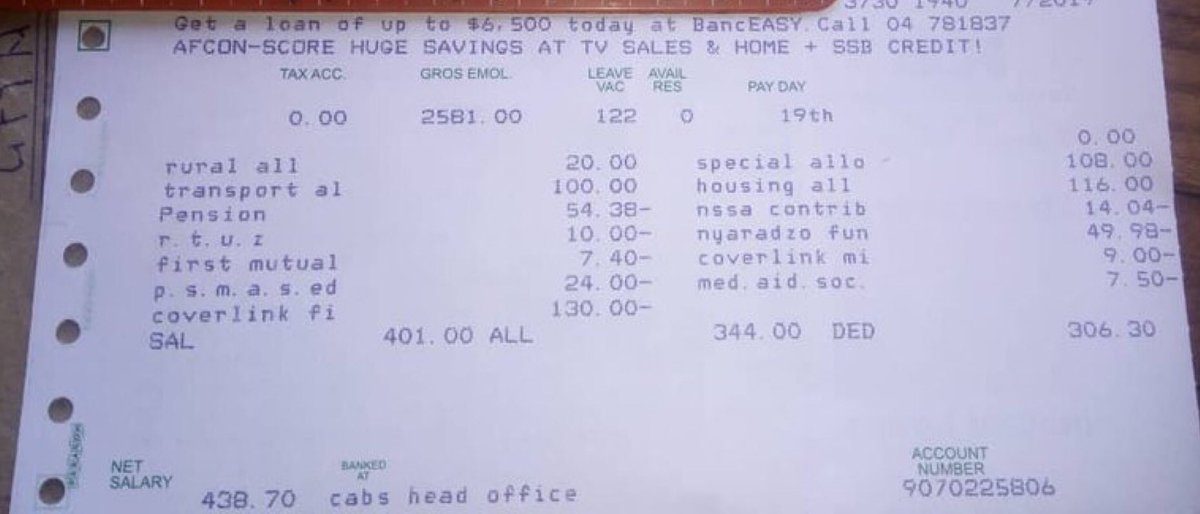 3730 1940 7/2019
Get a loan of up to $6,500 today at BancEASY. Call 04 781837
AFCON-SCORE HUGE SAVINGS AT TV SALES & HOME + SSB CREDIT!
TAX ACC. GROS EMOL. LEAVE VAC AVAIL RES PAY DAY
0.00 2581.00 122 0 19th
0.00
rural all 20.00 special allo 108.00
transport al 100.00 housing all 116.00
Pension 54.38- nssa contrib 14.04-
r.t.u.z 10.00- nyaradzo fun 49.98-
first mutual 7.40- coverlink mi 9.00-
p.s.m.a.s.ed 24.00- med.aid.soc. 7.50-
coverlink fi 130.00-
SAL 401.00 ALL 344.00 DED 306.30
NET SALARY BANKED AT ACCOUNT NUMBER
438.70 cabs head office 9070225806